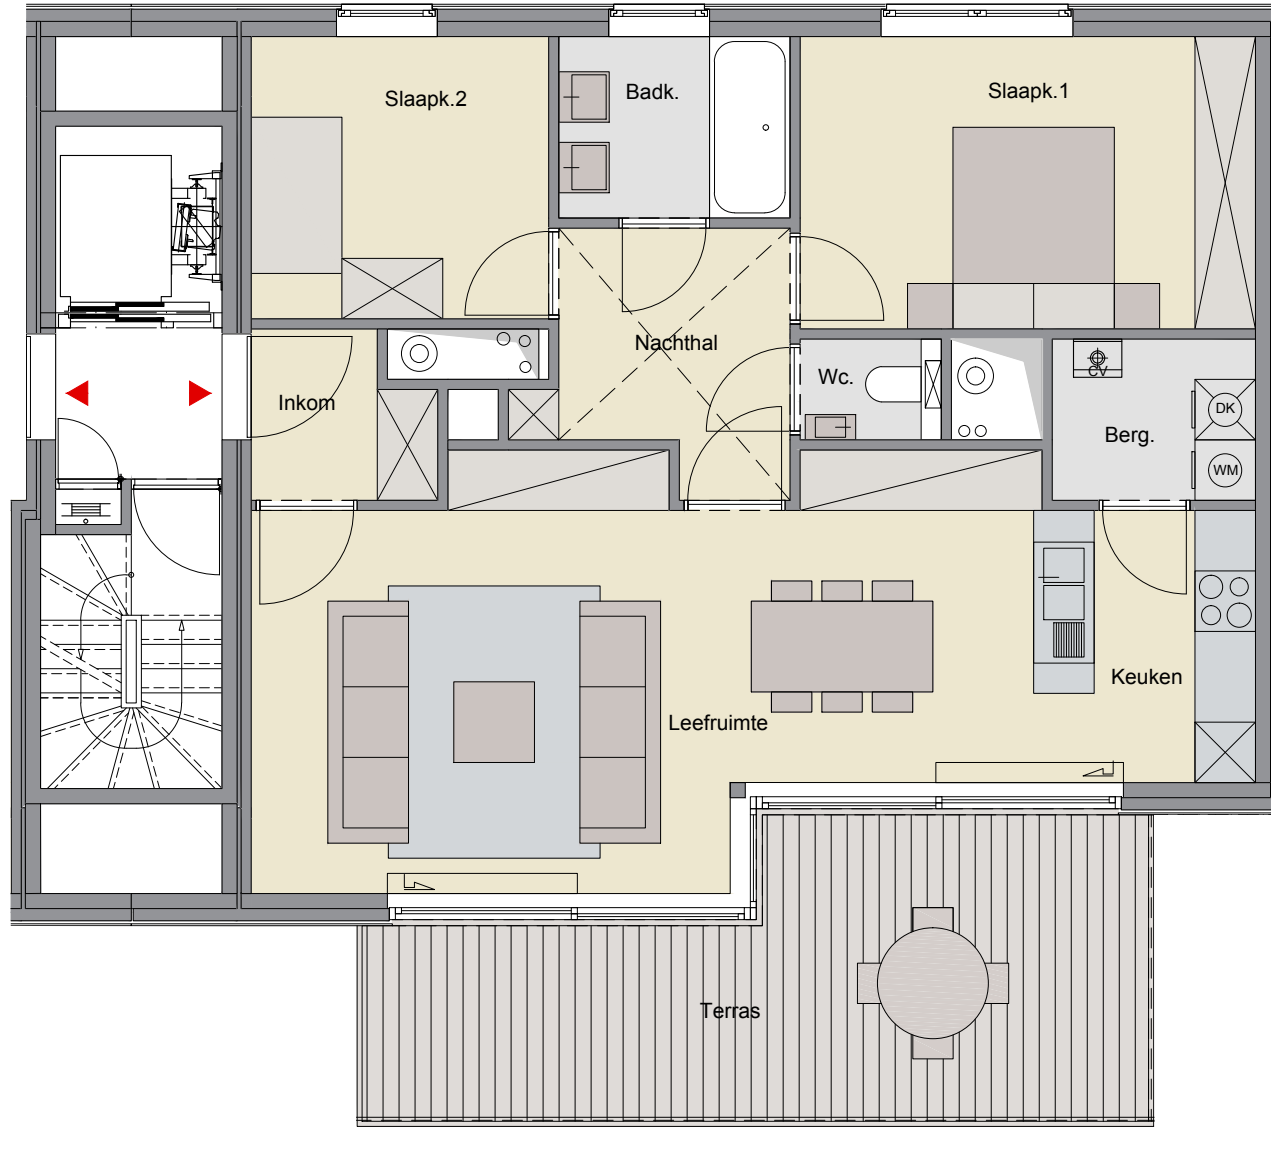 Slaapk.2
Badk.
Slaapk.1
Nachthal
Inkom
Wc.
CV
DK
Berg.
WM
Keuken
Leefruimte
Terras